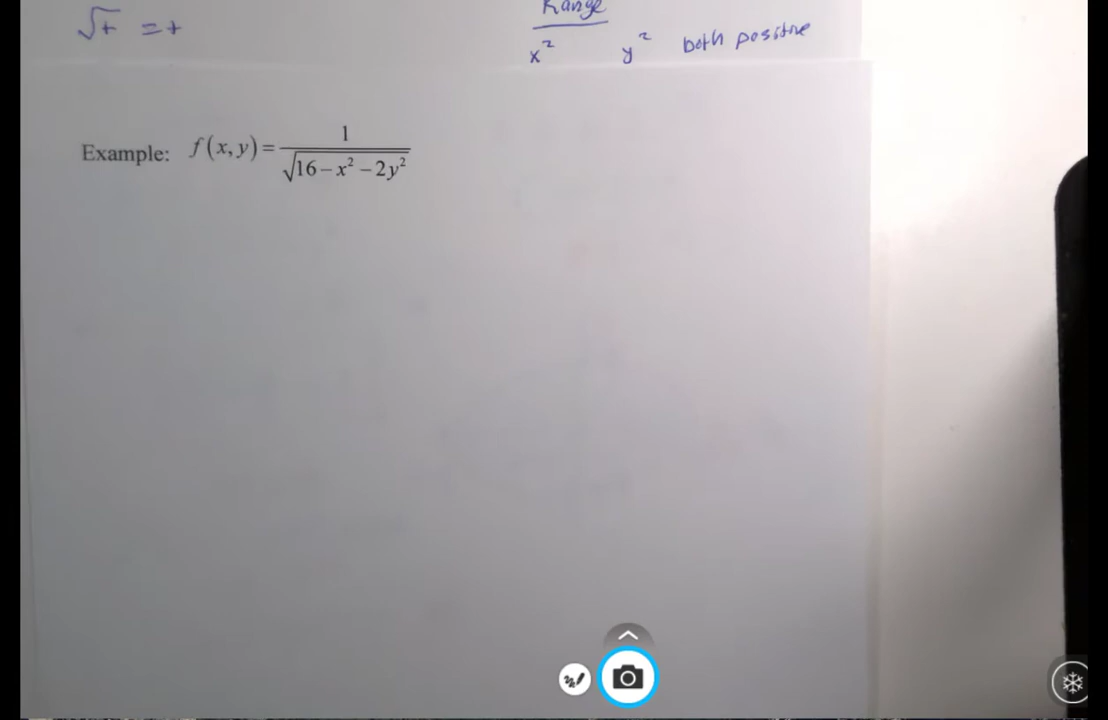 √+ = +
Range
x² y² both positive
Example: f(x,y) = 1/√(16 − x² − 2y²)